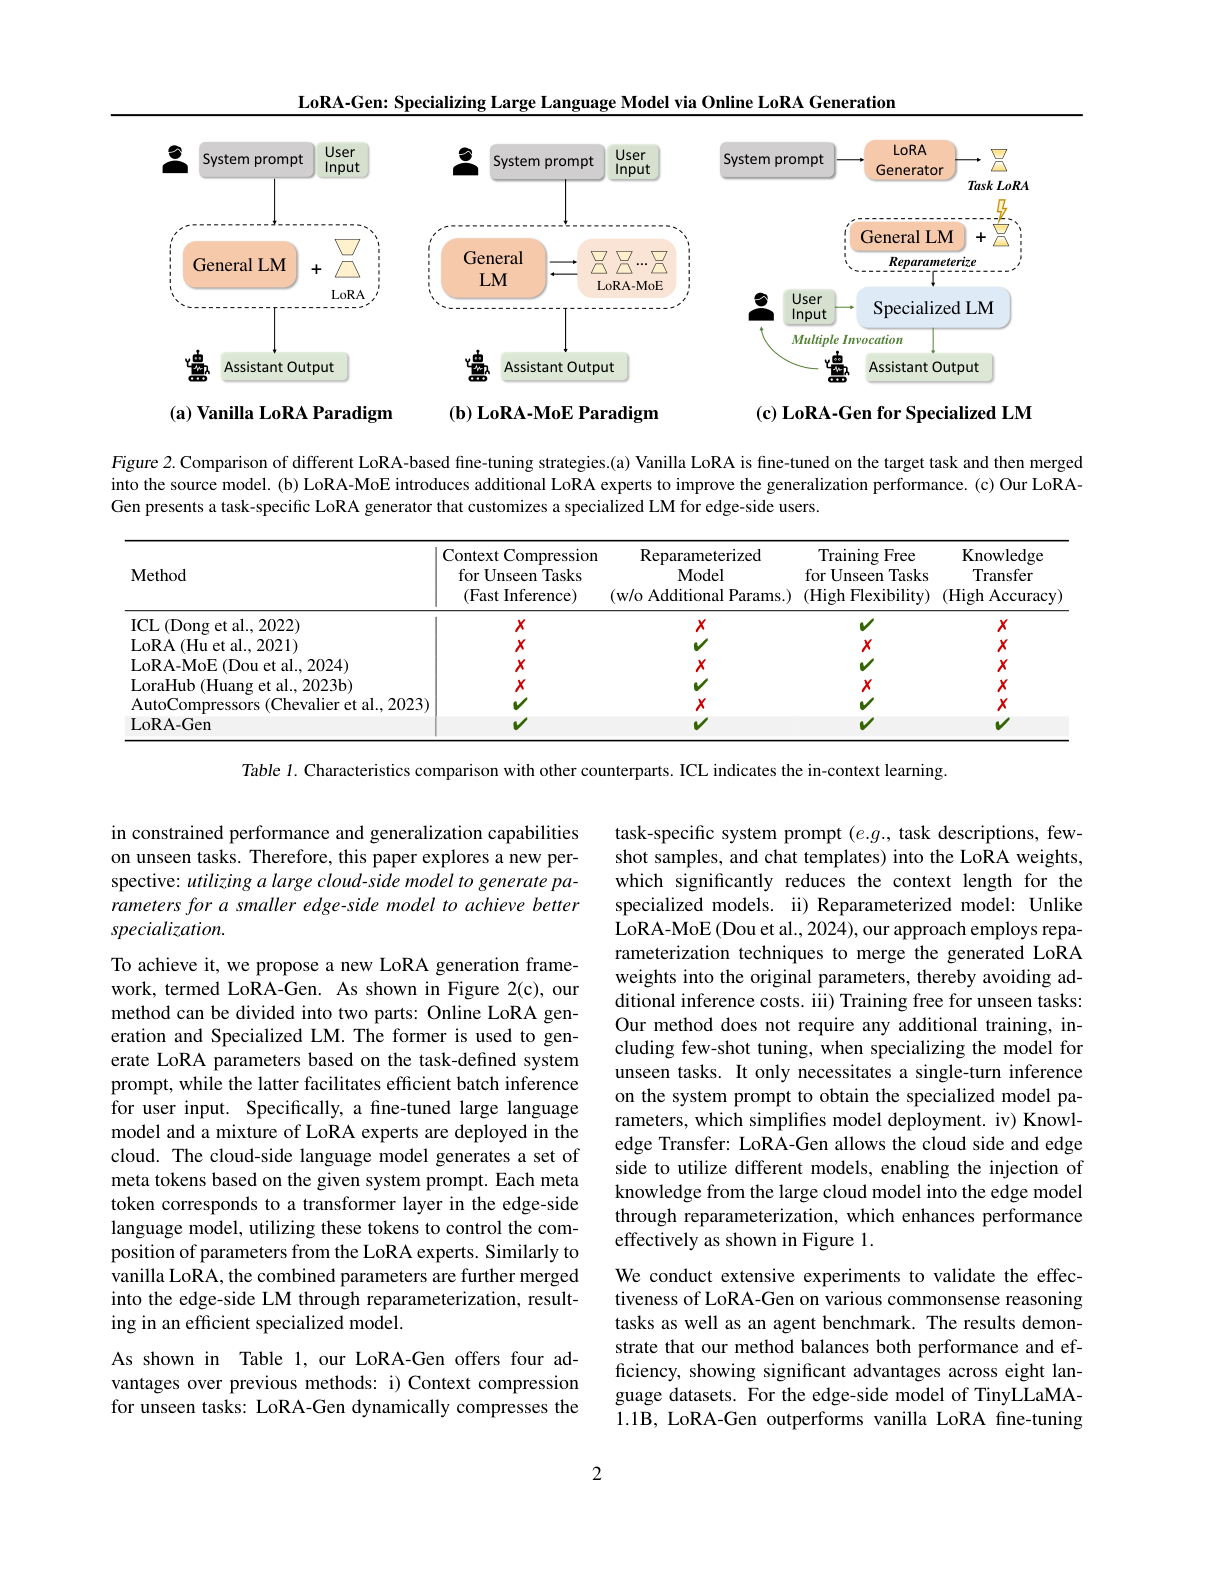 LoRA-Gen: Specializing Large Language Model via Online LoRA Generation
System prompt
User Input
General LM
+
LoRA
Assistant Output
(a) Vanilla LoRA Paradigm
System prompt
User Input
General LM
...
LoRA-MoE
Assistant Output
(b) LoRA-MoE Paradigm
System prompt
LoRA Generator
Task LoRA
General LM
+
Reparameterize
User Input
Specialized LM
Multiple Invocation
Assistant Output
(c) LoRA-Gen for Specialized LM
Figure 2. Comparison of different LoRA-based fine-tuning strategies.(a) Vanilla LoRA is fine-tuned on the target task and then merged
into the source model. (b) LoRA-MoE introduces additional LoRA experts to improve the generalization performance. (c) Our LoRA-
Gen presents a task-specific LoRA generator that customizes a specialized LM for edge-side users.
Method
Context Compression for Unseen Tasks (Fast Inference)
Reparameterized Model (w/o Additional Params.)
Training Free for Unseen Tasks (High Flexibility)
Knowledge Transfer (High Accuracy)
ICL (Dong et al., 2022) ✗ ✗ ✔ ✗
LoRA (Hu et al., 2021) ✗ ✔ ✗ ✗
LoRA-MoE (Dou et al., 2024) ✗ ✗ ✔ ✗
LoraHub (Huang et al., 2023b) ✗ ✔ ✗ ✗
AutoCompressors (Chevalier et al., 2023) ✔ ✗ ✔ ✗
LoRA-Gen ✔ ✔ ✔ ✔
Table 1. Characteristics comparison with other counterparts. ICL indicates the in-context learning.
in constrained performance and generalization capabilities
on unseen tasks. Therefore, this paper explores a new per-
spective: utilizing a large cloud-side model to generate pa-
rameters for a smaller edge-side model to achieve better
specialization.
To achieve it, we propose a new LoRA generation frame-
work, termed LoRA-Gen. As shown in Figure 2(c), our
method can be divided into two parts: Online LoRA gen-
eration and Specialized LM. The former is used to gen-
erate LoRA parameters based on the task-defined system
prompt, while the latter facilitates efficient batch inference
for user input. Specifically, a fine-tuned large language
model and a mixture of LoRA experts are deployed in the
cloud. The cloud-side language model generates a set of
meta tokens based on the given system prompt. Each meta
token corresponds to a transformer layer in the edge-side
language model, utilizing these tokens to control the com-
position of parameters from the LoRA experts. Similarly to
vanilla LoRA, the combined parameters are further merged
into the edge-side LM through reparameterization, result-
ing in an efficient specialized model.
As shown in Table 1, our LoRA-Gen offers four ad-
vantages over previous methods: i) Context compression
for unseen tasks: LoRA-Gen dynamically compresses the
task-specific system prompt (e.g., task descriptions, few-
shot samples, and chat templates) into the LoRA weights,
which significantly reduces the context length for the
specialized models. ii) Reparameterized model: Unlike
LoRA-MoE (Dou et al., 2024), our approach employs repa-
rameterization techniques to merge the generated LoRA
weights into the original parameters, thereby avoiding ad-
ditional inference costs. iii) Training free for unseen tasks:
Our method does not require any additional training, in-
cluding few-shot tuning, when specializing the model for
unseen tasks. It only necessitates a single-turn inference
on the system prompt to obtain the specialized model pa-
rameters, which simplifies model deployment. iv) Knowl-
edge Transfer: LoRA-Gen allows the cloud side and edge
side to utilize different models, enabling the injection of
knowledge from the large cloud model into the edge model
through reparameterization, which enhances performance
effectively as shown in Figure 1.
We conduct extensive experiments to validate the effec-
tiveness of LoRA-Gen on various commonsense reasoning
tasks as well as an agent benchmark. The results demon-
strate that our method balances both performance and ef-
ficiency, showing significant advantages across eight lan-
guage datasets. For the edge-side model of TinyLLaMA-
1.1B, LoRA-Gen outperforms vanilla LoRA fine-tuning
2